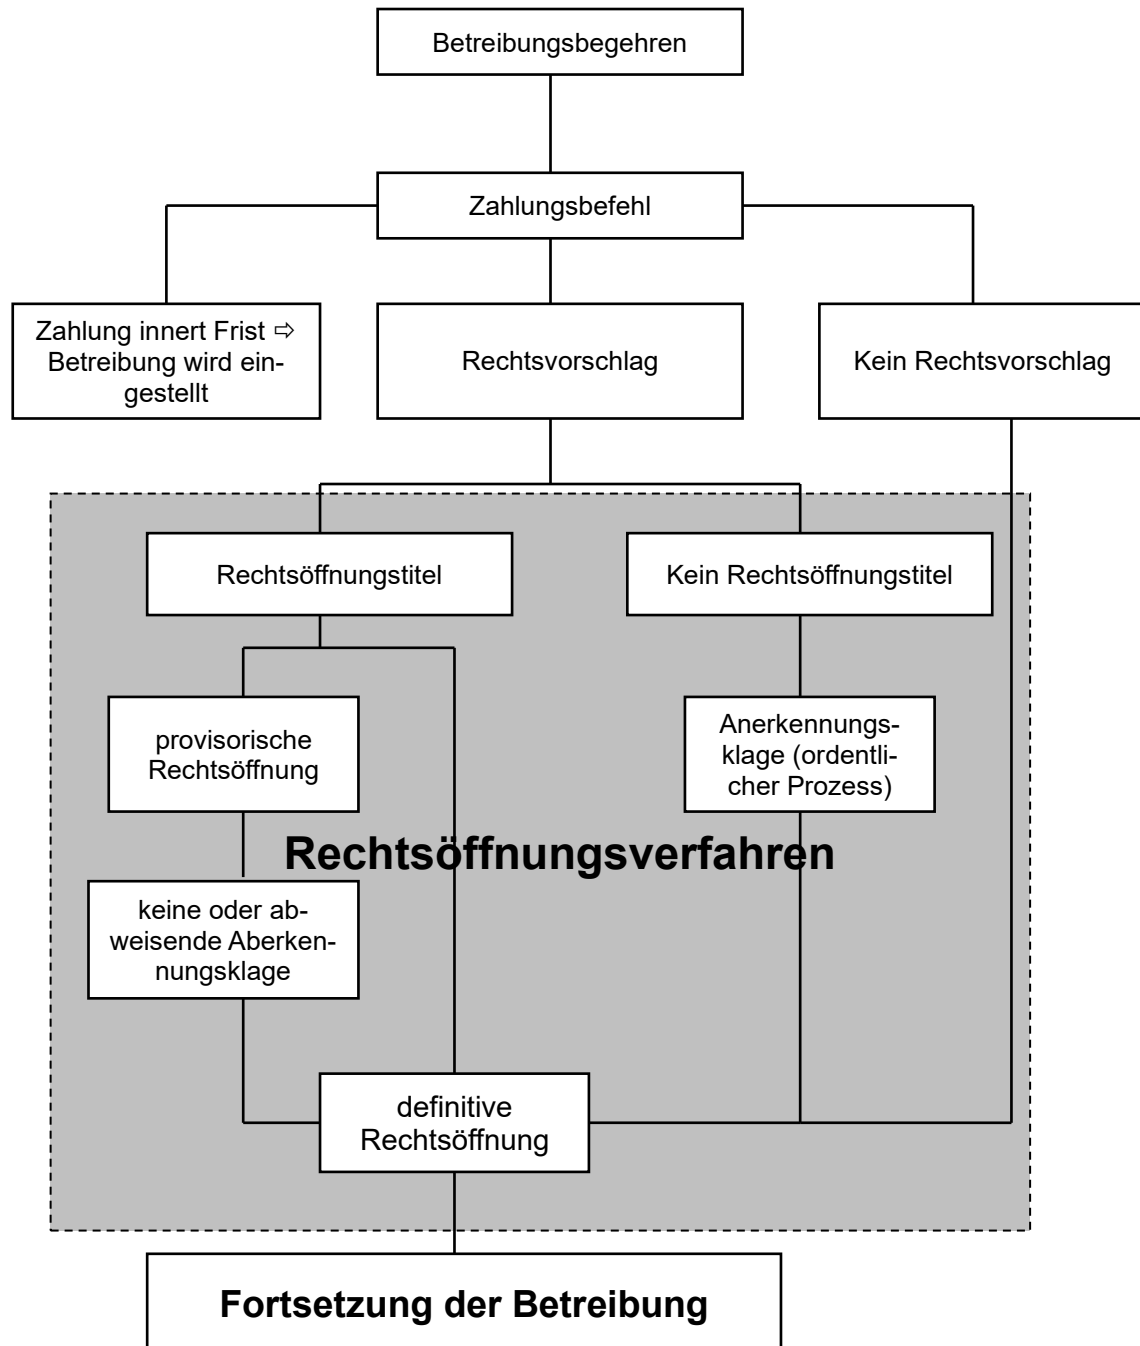 Betreibungsbegehren
Zahlungsbefehl
Zahlung innert Frist ⇨
Betreibung wird ein-
gestellt
Rechtsvorschlag
Kein Rechtsvorschlag
Rechtsöffnungstitel
Kein Rechtsöffnungstitel
provisorische
Rechtsöffnung
Anerkennungs-
klage (ordentli-
cher Prozess)
Rechtsöffnungsverfahren
keine oder ab-
weisende Aberken-
nungsklage
definitive
Rechtsöffnung
Fortsetzung der Betreibung